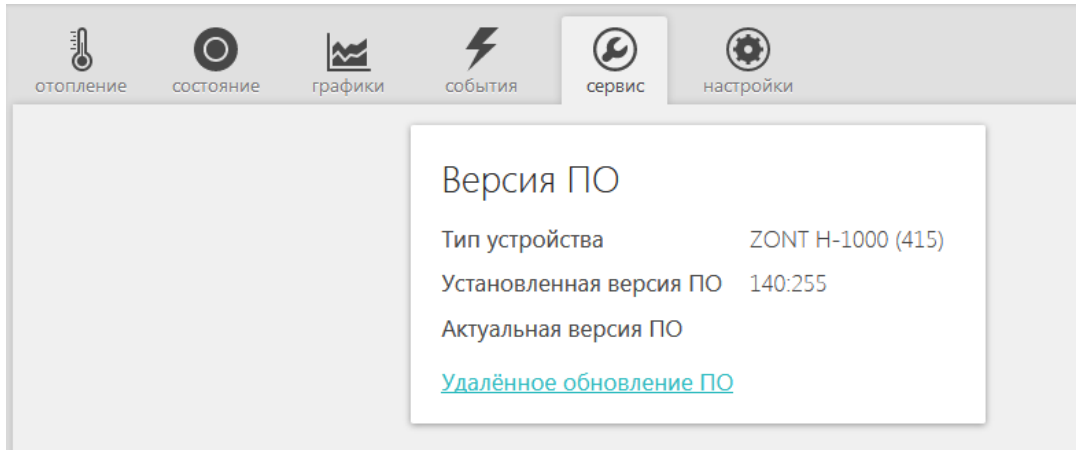 отопление состояние графики события сервис настройки
Версия ПО
Тип устройства ZONT H-1000 (415)
Установленная версия ПО 140:255
Актуальная версия ПО
Удалённое обновление ПО